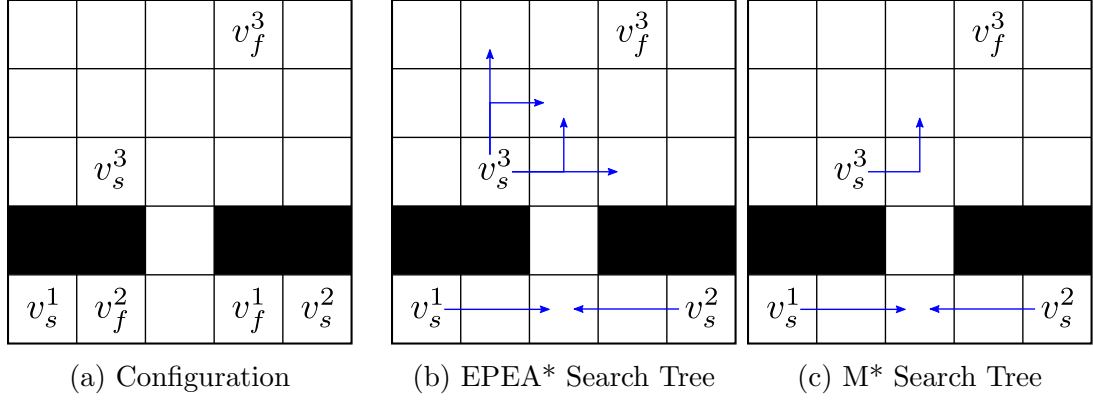 v_f^3 v_f^3 v_f^3
v_s^3 v_s^3 v_s^3
v_s^1 v_f^2 v_f^1 v_s^2 v_s^1 v_s^2 v_s^1 v_s^2
(a) Configuration (b) EPEA* Search Tree (c) M* Search Tree